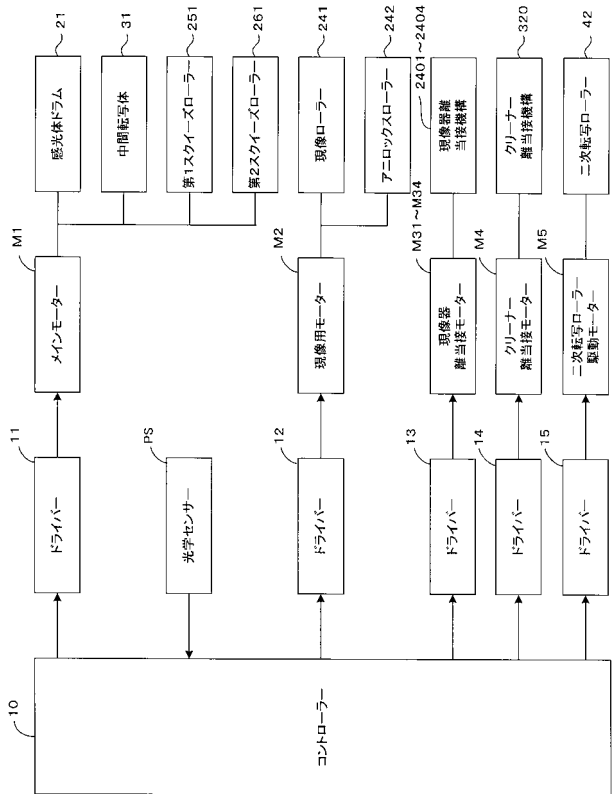 10
コントローラー
11
ドライバー
M1
メインモーター
感光体ドラム
21
中間転写体
31
第1スクイーズローラー
251
第2スクイーズローラー
261
PS
光学センサー
12
ドライバー
M2
現像用モーター
現像ローラー
241
アニロックスローラー
242
13
ドライバー
M31~M34
現像器
離当接モーター
現像器離
当接機構
2401~2404
14
ドライバー
M4
クリーナー
離当接モーター
クリーナー
離当接機構
320
15
ドライバー
M5
二次転写ローラー
駆動モーター
二次転写ローラー
42